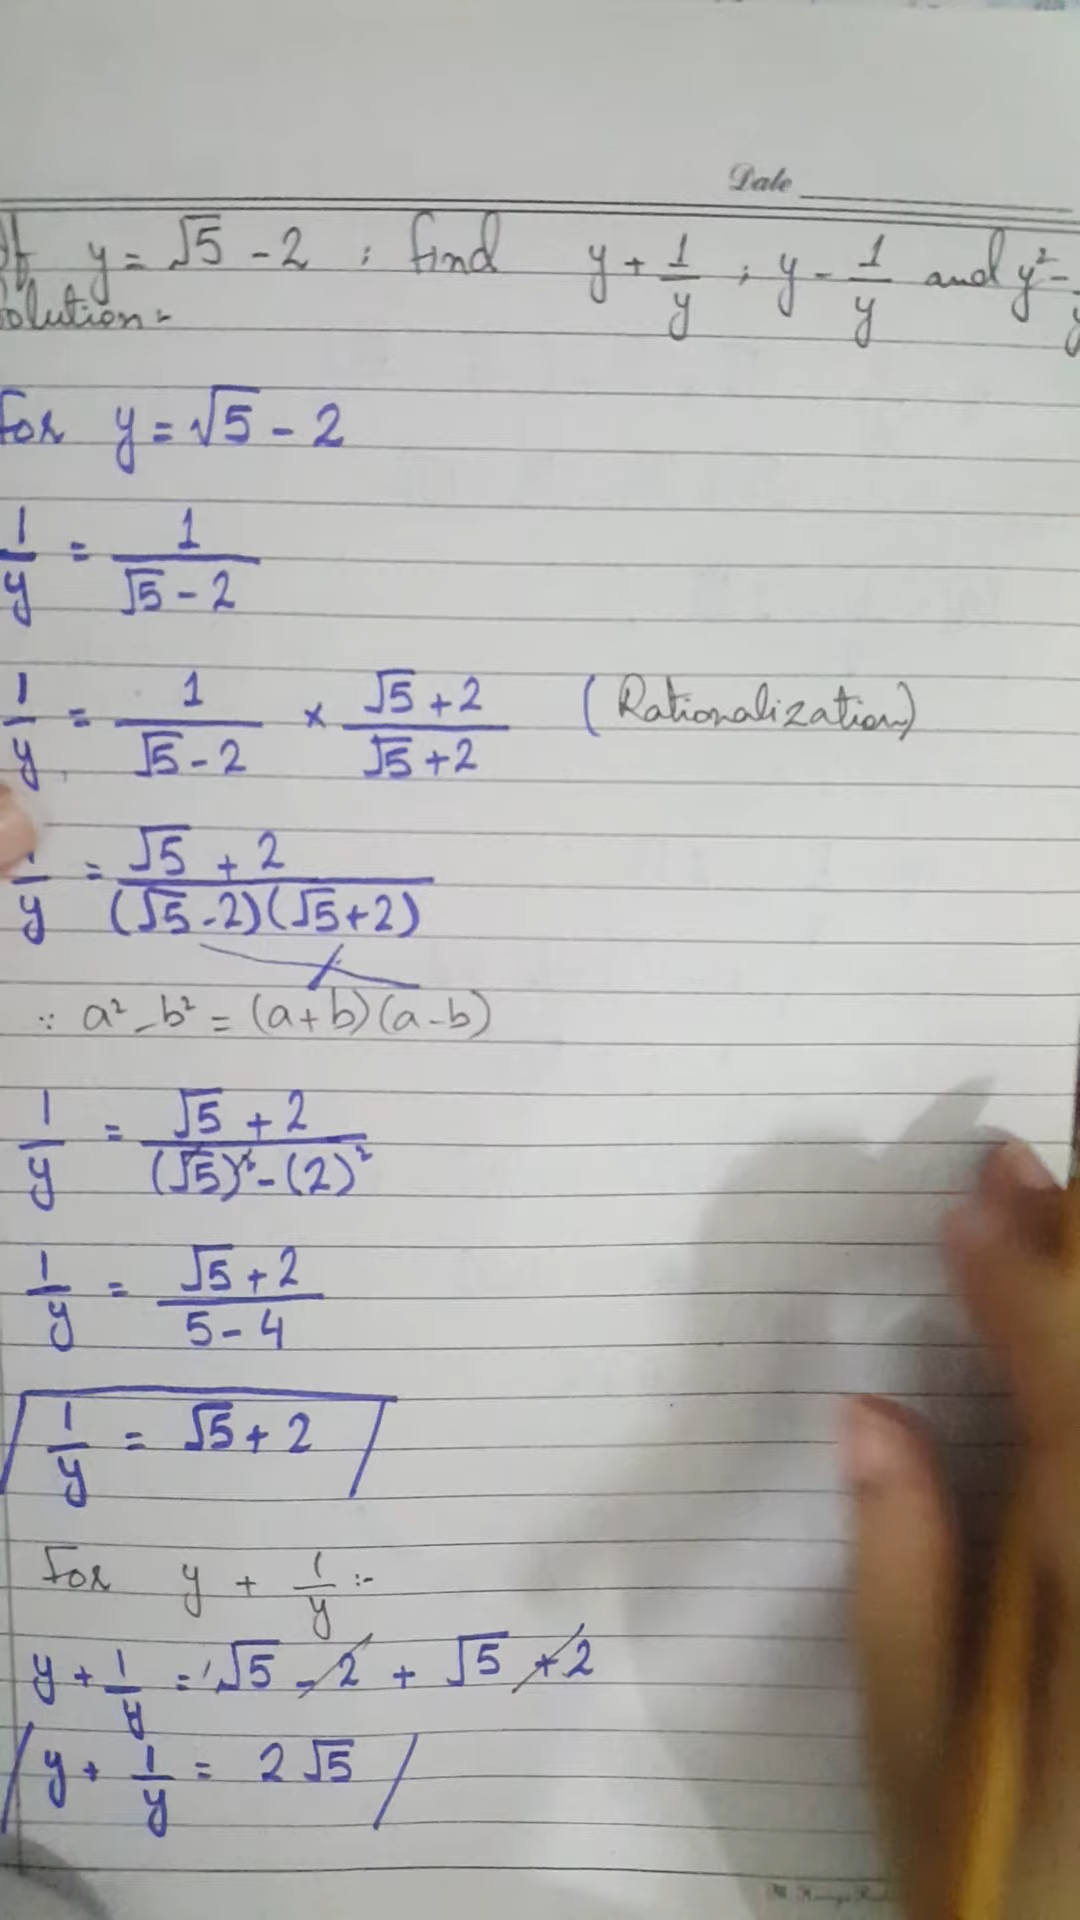 Date
If y = √5 - 2 ; find y + 1/y ; y - 1/y and y² -
Solution:-
For y = √5 - 2
1/y = 1/(√5 - 2)
1/y = 1/(√5 - 2) × (√5 + 2)/(√5 + 2) (Rationalization)
1/y = (√5 + 2)/((√5 - 2)(√5 + 2))
∵ a² - b² = (a + b)(a - b)
1/y = (√5 + 2)/((√5)² - (2)²)
1/y = (√5 + 2)/(5 - 4)
1/y = √5 + 2
For y + 1/y :-
y + 1/y = √5 - 2 + √5 + 2
y + 1/y = 2√5